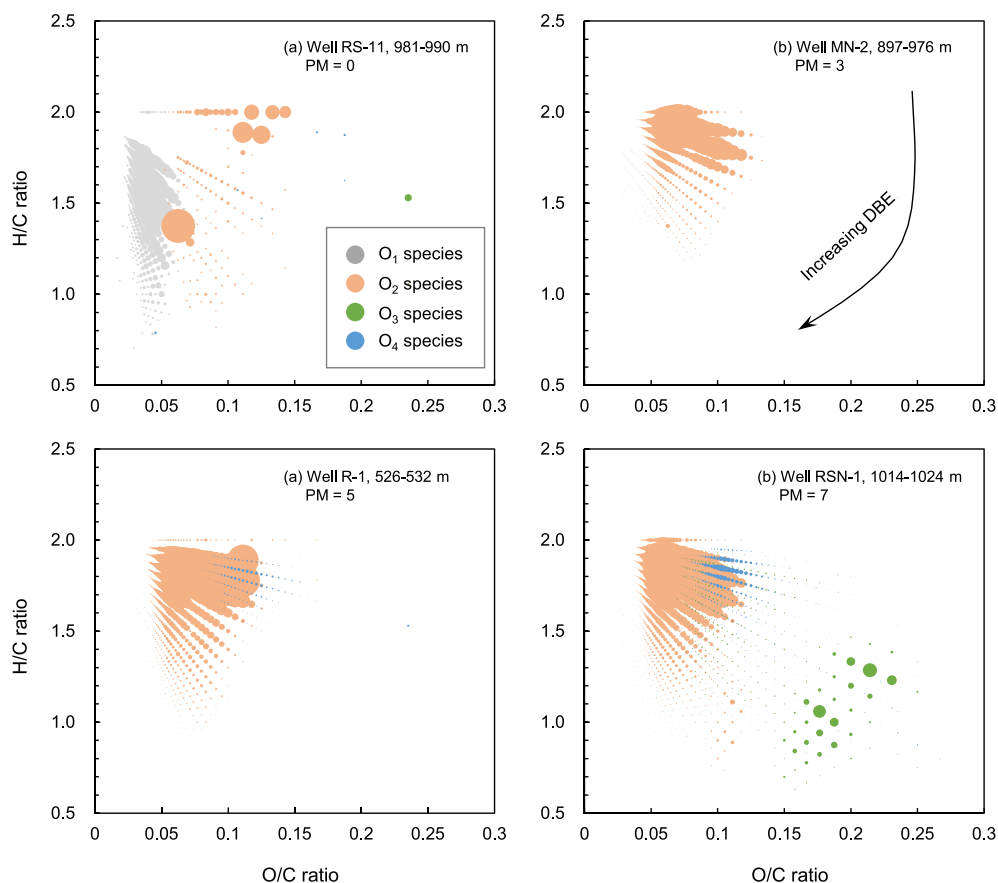 (a) Well RS-11, 981-990 m
PM = 0
2.5
2.0
1.5
1.0
0.5
H/C ratio
0
0.05
0.1
0.15
0.2
0.25
0.3
O₁ species
O₂ species
O₃ species
O₄ species
(b) Well MN-2, 897-976 m
PM = 3
2.5
2.0
1.5
1.0
0.5
0
0.05
0.1
0.15
0.2
0.25
0.3
Increasing DBE
(a) Well R-1, 526-532 m
PM = 5
2.5
2.0
1.5
1.0
0.5
H/C ratio
0
0.05
0.1
0.15
0.2
0.25
0.3
O/C ratio
(b) Well RSN-1, 1014-1024 m
PM = 7
2.5
2.0
1.5
1.0
0.5
0
0.05
0.1
0.15
0.2
0.25
0.3
O/C ratio